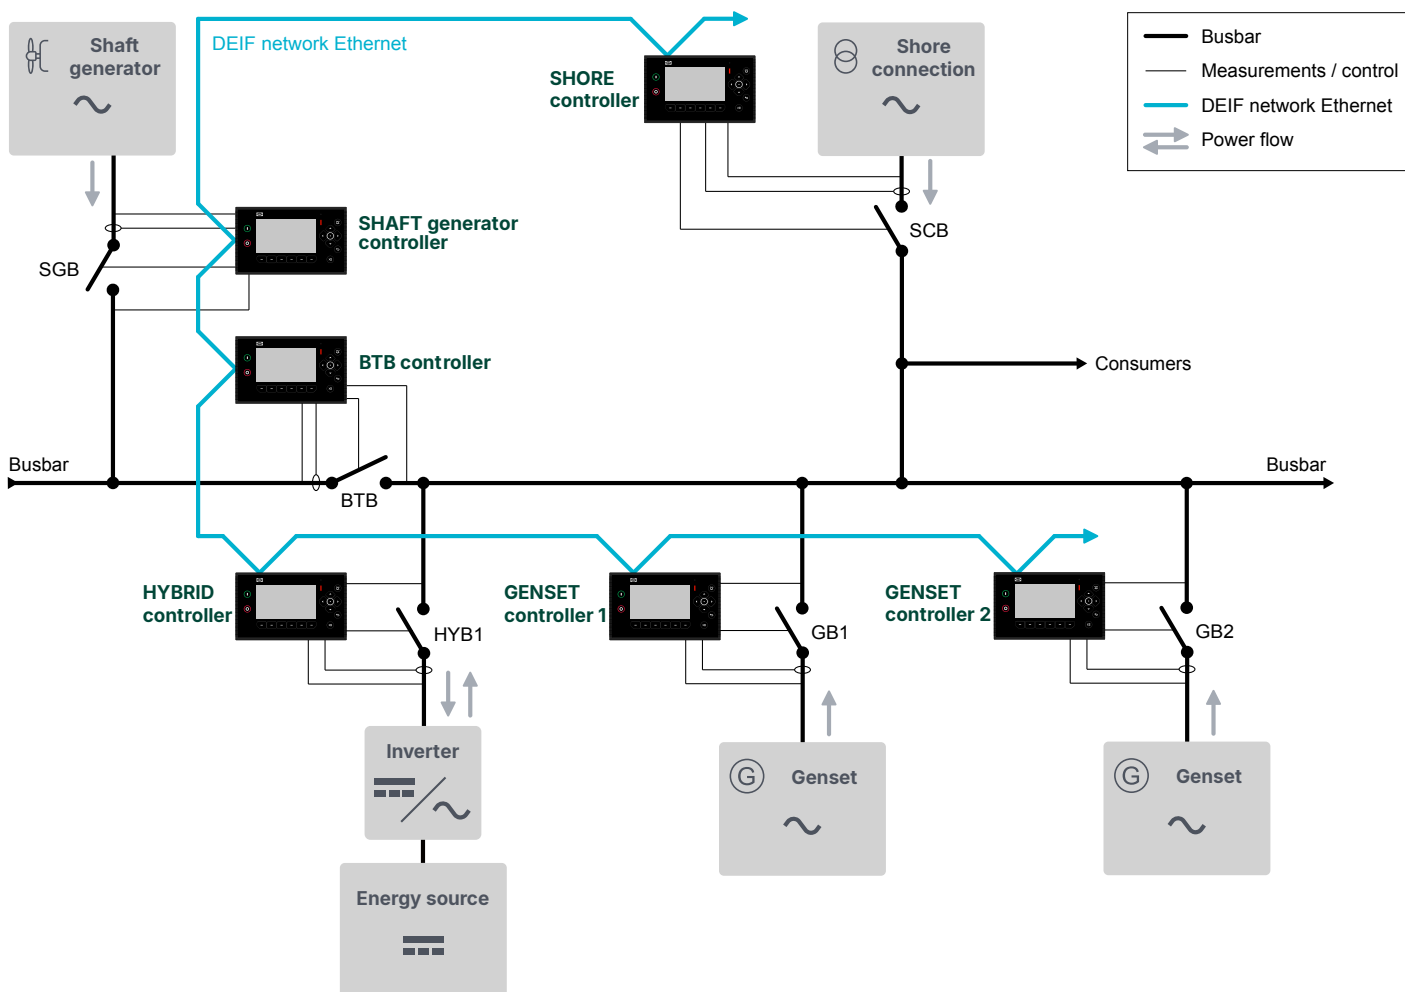 Shaft
generator
DEIF network Ethernet
SHORE
controller
Shore
connection
Busbar
Measurements / control
DEIF network Ethernet
Power flow
SHAFT generator
controller
SGB
SCB
BTB controller
Consumers
Busbar
BTB
Busbar
HYBRID
controller
HYB1
GENSET
controller 1
GB1
GENSET
controller 2
GB2
Inverter
G
Genset
G
Genset
Energy source